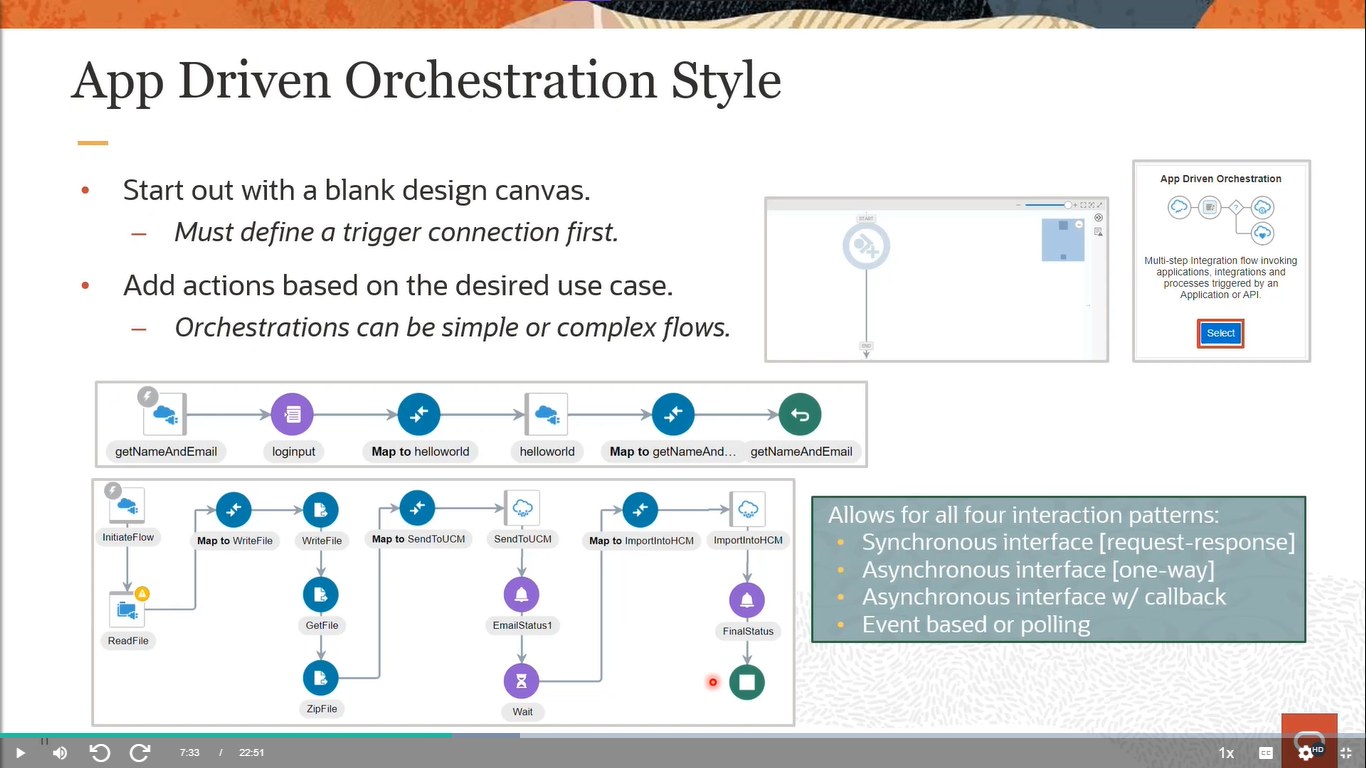 App Driven Orchestration Style
• Start out with a blank design canvas.
– Must define a trigger connection first.
• Add actions based on the desired use case.
– Orchestrations can be simple or complex flows.
START
END
App Driven Orchestration
?
Multi-step Integration flow invoking
applications, integrations and
processes triggered by an
Application or API.
Select
getNameAndEmail
loginput
Map to helloworld
helloworld
Map to getNameAnd...
getNameAndEmail
InitiateFlow
Map to WriteFile
WriteFile
Map to SendToUCM
SendToUCM
Map to ImportIntoHCM
ImportIntoHCM
ReadFile
GetFile
EmailStatus1
FinalStatus
ZipFile
Wait
Allows for all four interaction patterns:
• Synchronous interface [request-response]
• Asynchronous interface [one-way]
• Asynchronous interface w/ callback
• Event based or polling
7:33 / 22:51
1x
CC
HD